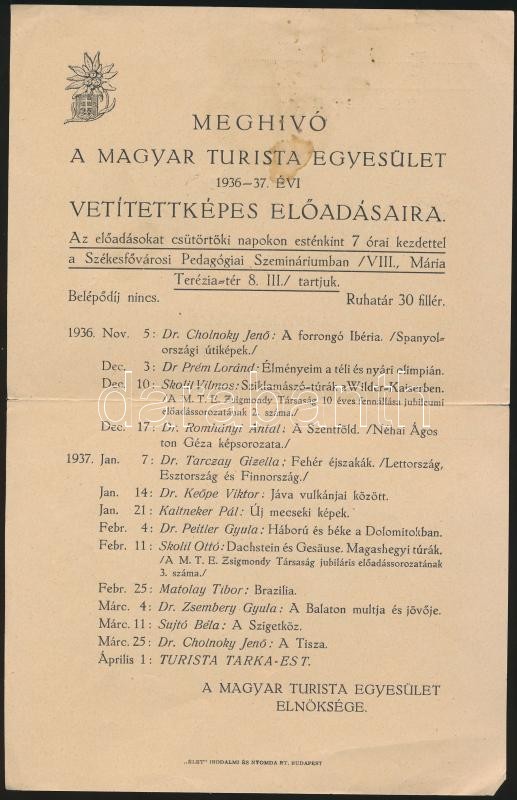 MEGHIVÓ
A MAGYAR TURISTA EGYESÜLET
1936–37. ÉVI
VETÍTETTKÉPES ELŐADÁSAIRA.
Az előadásokat csütörtöki napokon esténkint 7 órai kezdettel
a Székesfővárosi Pedagógiai Szemináriumban /VIII., Mária
Terézia=tér 8. III./ tartjuk.
Belépődíj nincs. Ruhatár 30 fillér.
1936. Nov. 5: Dr. Cholnoky Jenő: A forrongó Ibéria. /Spanyol=
országi útiképek./
Dec. 3: Dr Prém Loránd: Élményeim a téli és nyári olimpián.
Dec. 10: Skolil Vilmos: Sziklamászó=túrák a Wilder=Kaiserben.
/A M. T. E. Zsigmondy Társaság 10 éves fennállása jubileumi
előadássorozatának 2. száma./
Dec. 17: Dr. Romhányi Antal: A Szentföld. /Néhai Ágos
ton Géza képsorozata./
1937. Jan. 7: Dr. Tarczay Gizella: Fehér éjszakák. /Lettország,
Esztország és Finnország./
Jan. 14: Dr. Keöpe Viktor: Jáva vulkánjai között.
Jan. 21: Kaltneker Pál: Új mecseki képek.
Febr. 4: Dr. Peitler Gyula: Háború és béke a Dolomitokban.
Febr. 11: Skolil Ottó: Dachstein és Gesäuse. Magashegyi túrák.
/A M. T. E. Zsigmondy Társaság jubiláris előadássorozatának
3. száma./
Febr. 25: Matolay Tibor: Brazilia.
Márc. 4: Dr. Zsembery Gyula: A Balaton multja és jövője.
Márc. 11: Sujtó Béla: A Szigetköz.
Márc. 25: Dr. Cholnoky Jenő: A Tisza.
Április 1: TURISTA TARKA-EST.
A MAGYAR TURISTA EGYESÜLET
ELNÖKSÉGE.
„ÉLET" IRODALMI ÉS NYOMDA RT. BUDAPEST
darabanth